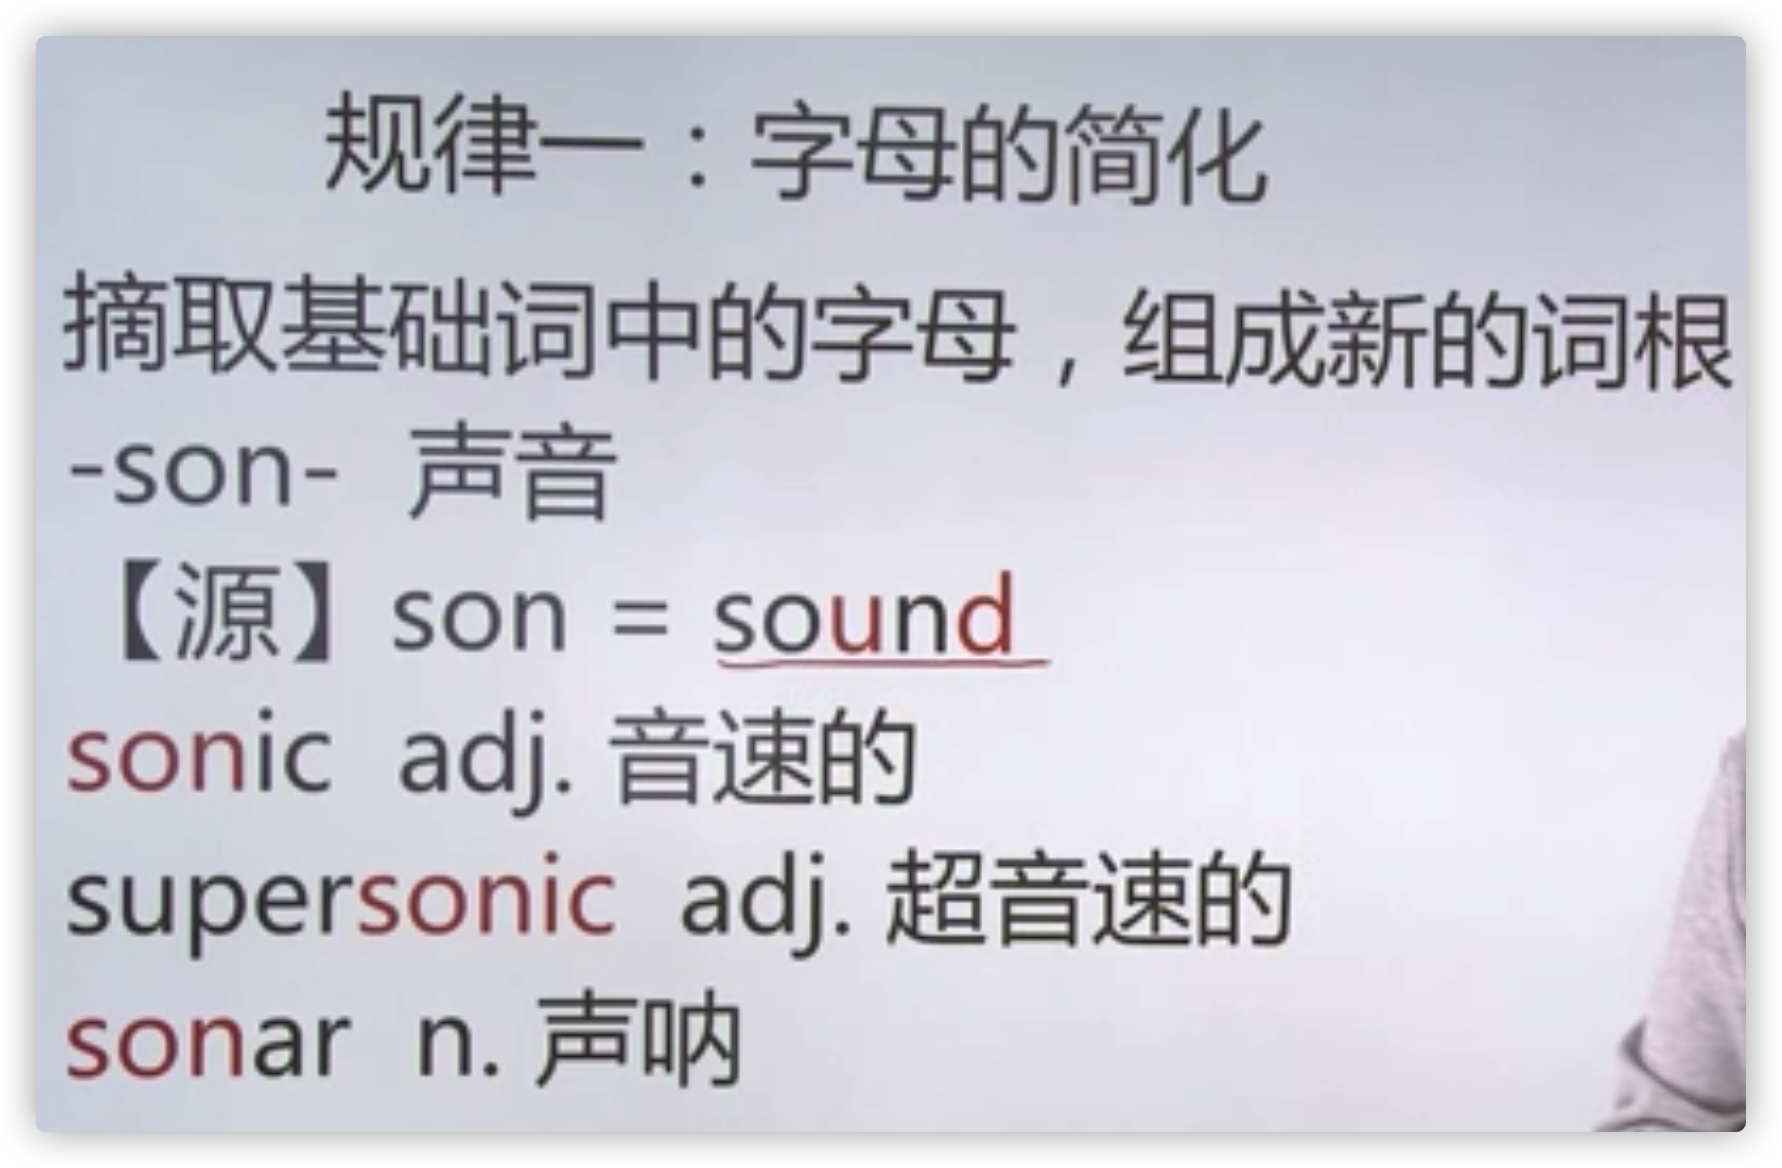 规律一：字母的简化
摘取基础词中的字母，组成新的词根
-son- 声音
【源】son = sound
sonic adj. 音速的
supersonic adj. 超音速的
sonar n. 声呐